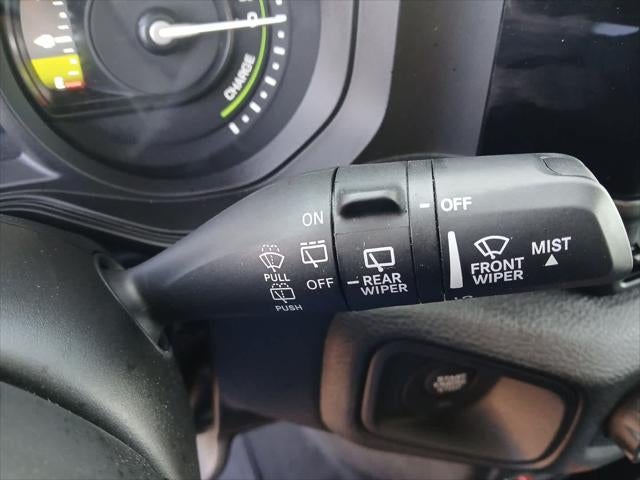 CHARGE
ON
OFF
PULL
PUSH
REAR
WIPER
OFF
FRONT
WIPER
MIST